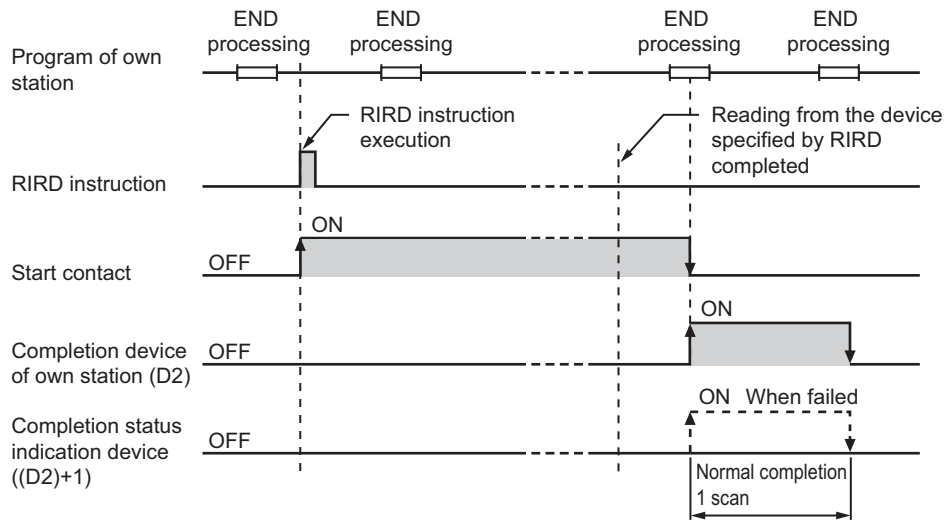 END
processing
END
processing
END
processing
END
processing
Program of own
station
RIRD instruction
execution
Reading from the device
specified by RIRD
completed
RIRD instruction
ON
Start contact
OFF
ON
Completion device
of own station (D2)
OFF
ON When failed
Completion status
indication device
((D2)+1)
OFF
Normal completion
1 scan